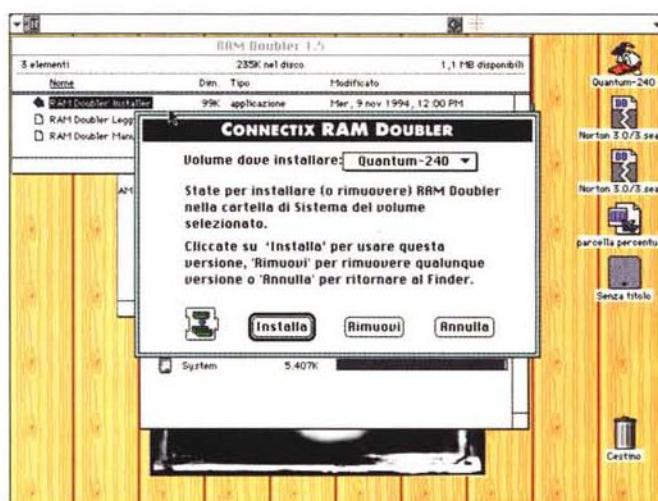 RAM Doubler 1.5
3 elementi 235K nel disco 1,1 MB disponibili
Nome Dim. Tipo Modificato
RAM Doubler Installer 99K applicazione Mer, 9 nov 1994, 12:00 PM
RAM Doubler Legg
RAM Doubler Manu
CONNECTIX RAM DOUBLER
Volume dove installare: Quantum-240
State per installare (o rimuovere) RAM Doubler
nella cartella di Sistema del volume
selezionato.
Cliccate su 'Installa' per usare questa
versione, 'Rimuovi' per rimuovere qualunque
versione o 'Annulla' per ritornare al Finder.
Installa Rimuovi Annulla
System 5.407K
Quantum-240
Norton 3.0/3.sea
Norton 3.0/3.sea
parcella percentu
Senza titolo
Cestino